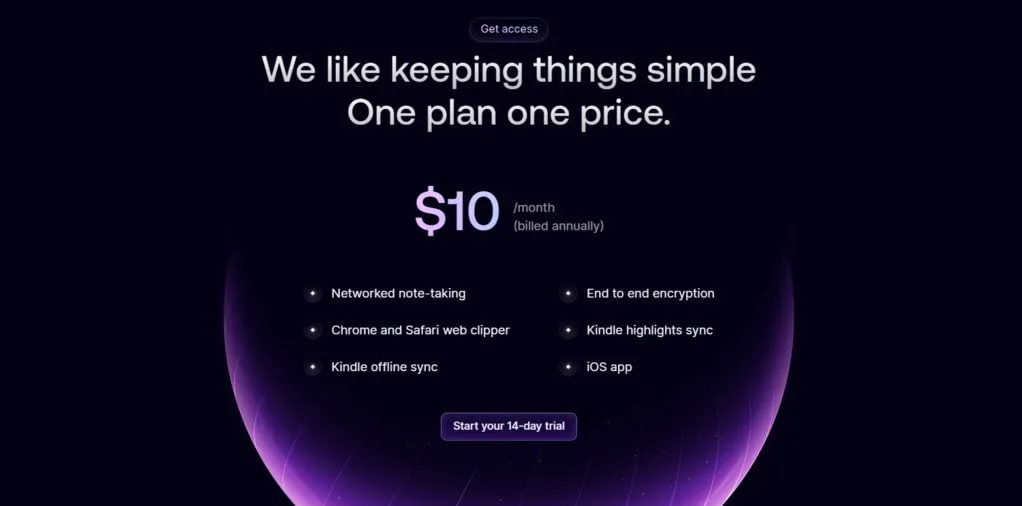 Get access
We like keeping things simple
One plan one price.
$10
/month
(billed annually)
Networked note-taking
End to end encryption
Chrome and Safari web clipper
Kindle highlights sync
Kindle offline sync
iOS app
Start your 14-day trial